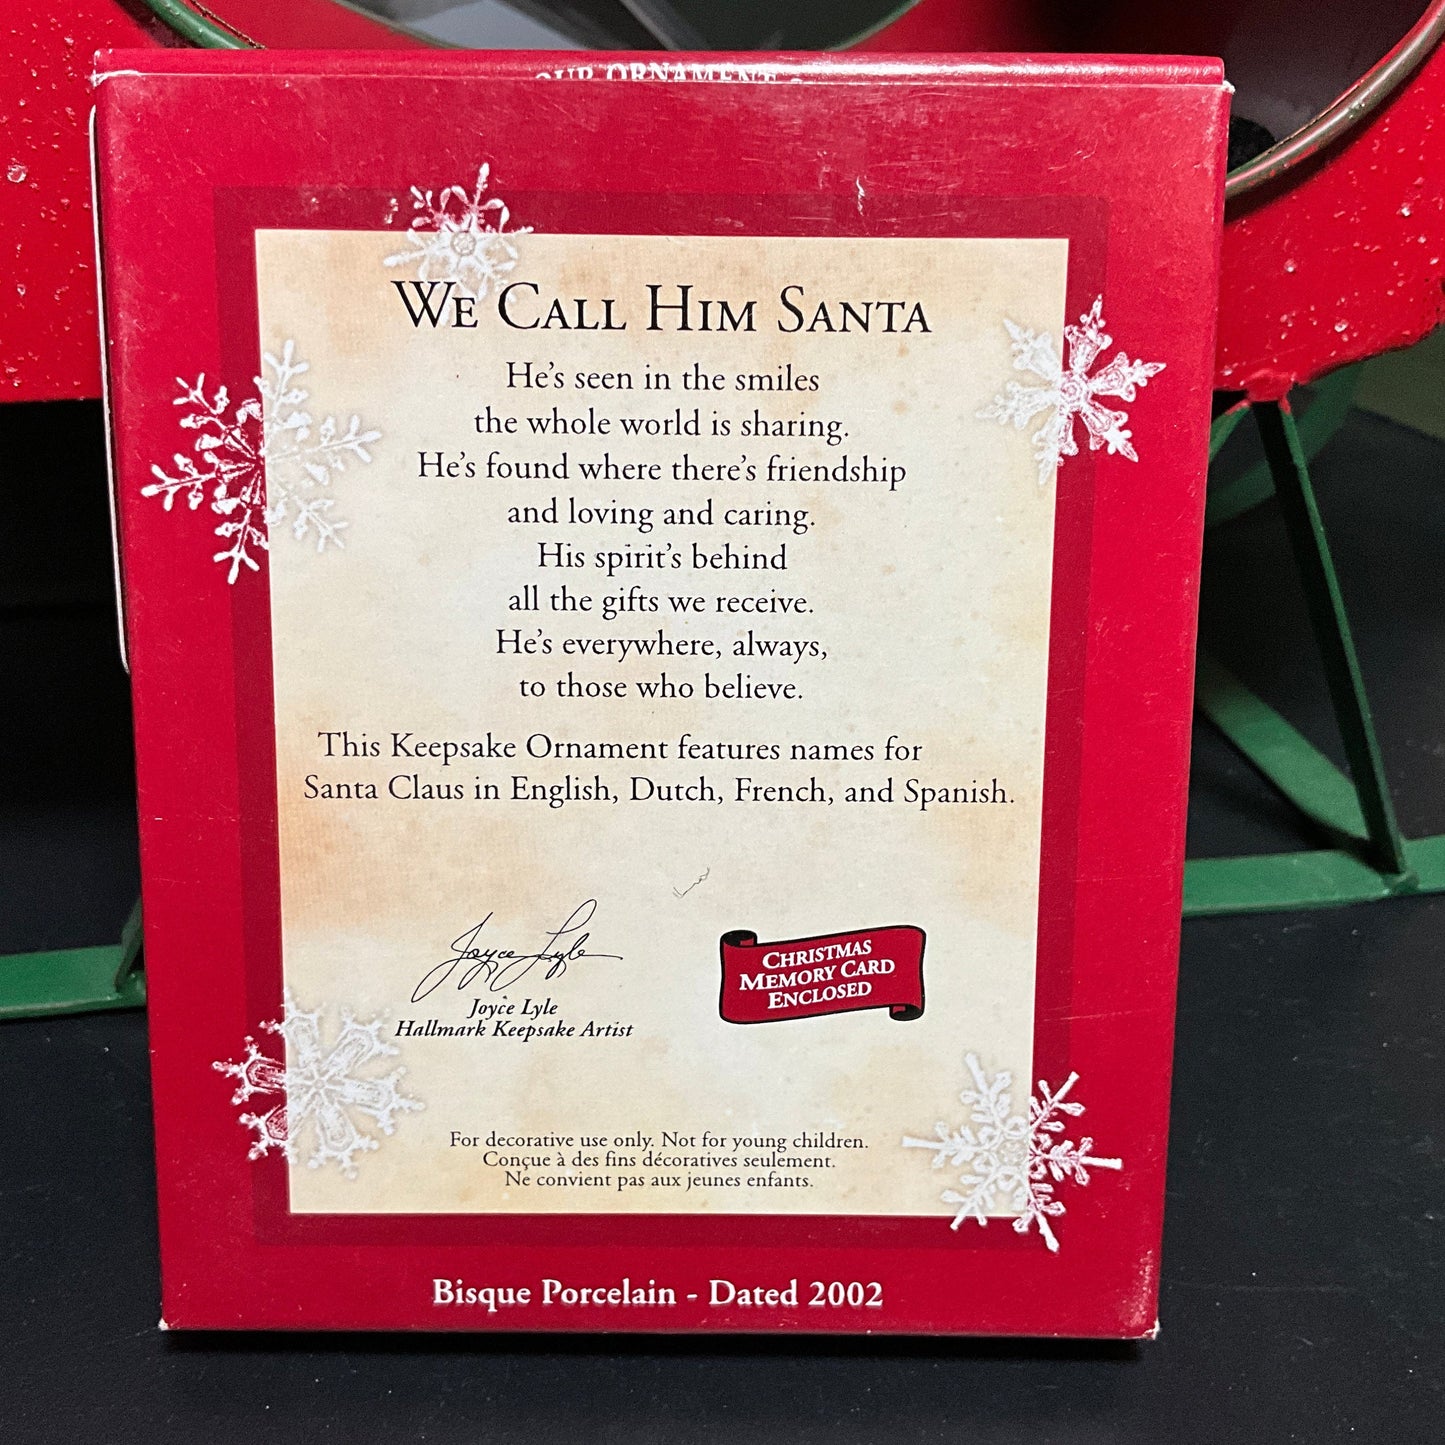 OUR ORNAMENT
WE CALL HIM SANTA
He's seen in the smiles
the whole world is sharing.
He's found where there's friendship
and loving and caring.
His spirit's behind
all the gifts we receive.
He's everywhere, always,
to those who believe.
This Keepsake Ornament features names for
Santa Claus in English, Dutch, French, and Spanish.
Joyce Lyle
Joyce Lyle
Hallmark Keepsake Artist
CHRISTMAS
MEMORY CARD
ENCLOSED
For decorative use only. Not for young children.
Conçue à des fins décoratives seulement.
Ne convient pas aux jeunes enfants.
Bisque Porcelain - Dated 2002